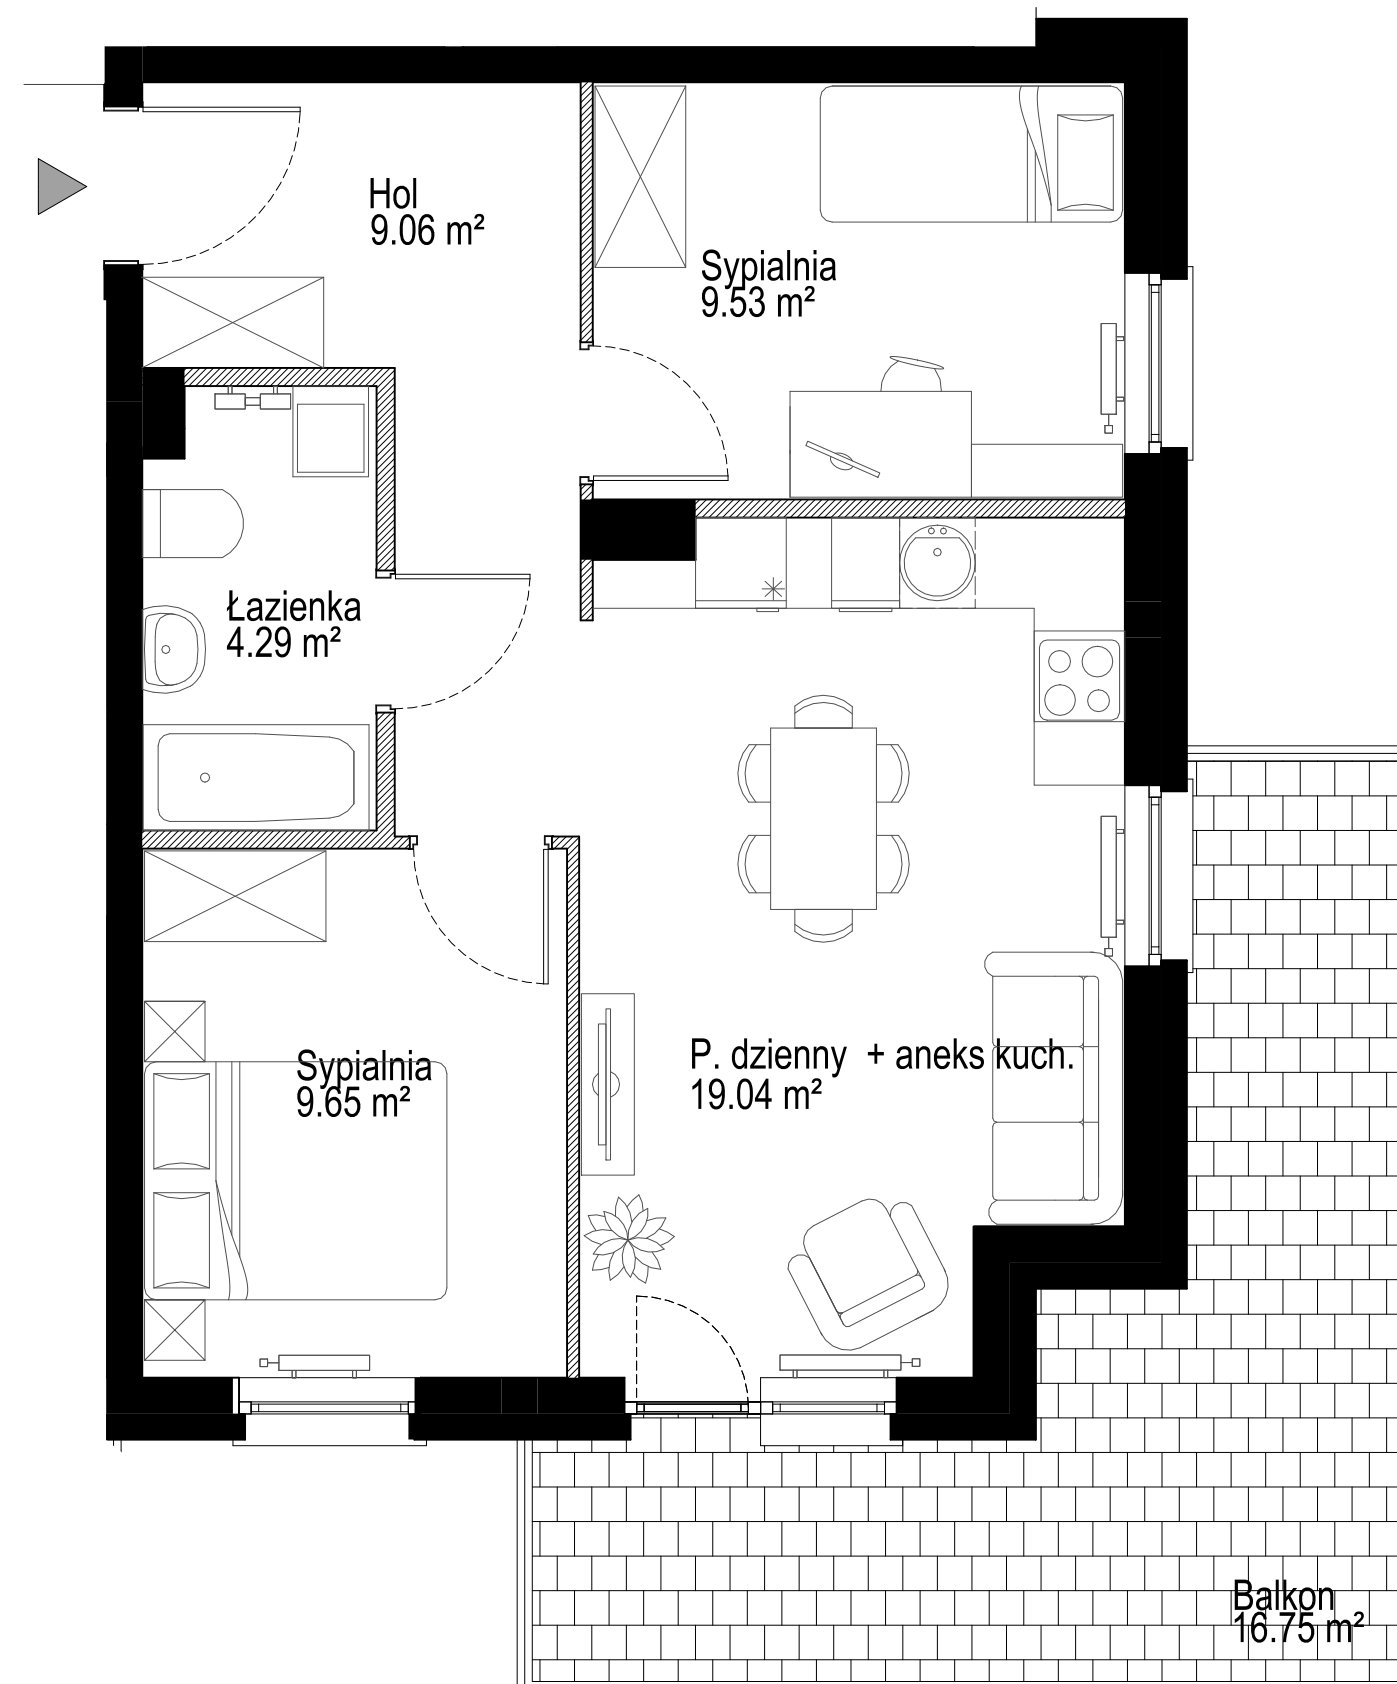 Hol
9.06 m²
Sypialnia
9.53 m²
Łazienka
4.29 m²
Sypialnia
9.65 m²
P. dzienny + aneks kuch.
19.04 m²
Balkon
16.75 m²